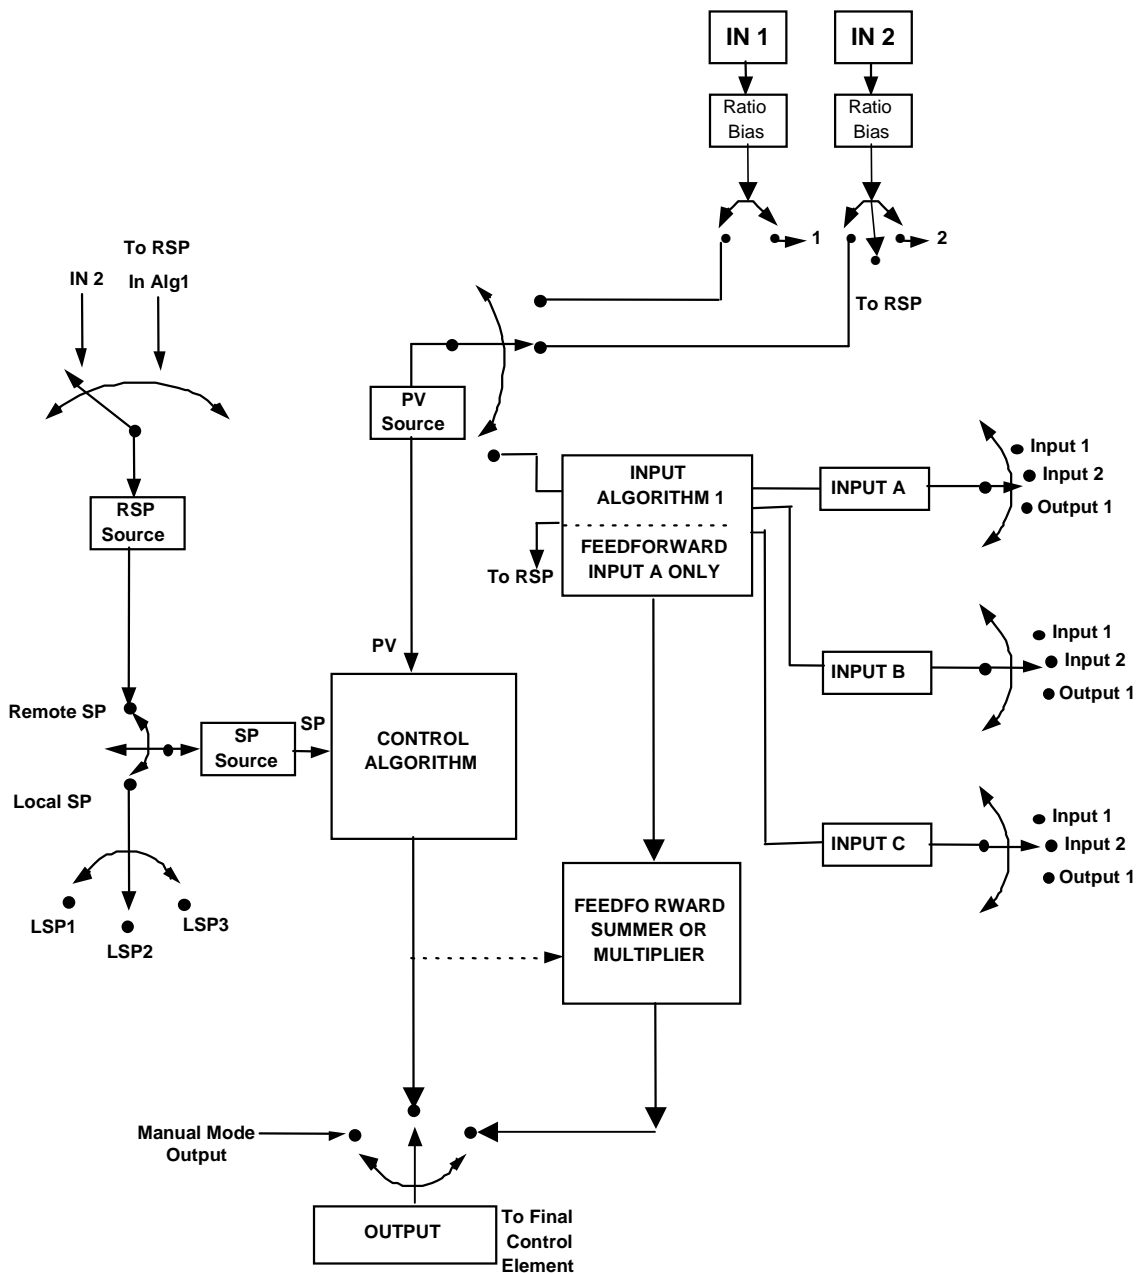 IN 1
IN 2
Ratio
Bias
Ratio
Bias
1
2
To RSP
To RSP
IN 2
In Alg1
PV
Source
INPUT
ALGORITHM 1
FEEDFORWARD
INPUT A ONLY
To RSP
INPUT A
Input 1
Input 2
Output 1
RSP
Source
INPUT B
Input 1
Input 2
Output 1
PV
Remote SP
SP
Source
SP
CONTROL
ALGORITHM
Local SP
INPUT C
Input 1
Input 2
Output 1
LSP1
LSP2
LSP3
FEEDFO RWARD
SUMMER OR
MULTIPLIER
Manual Mode
Output
OUTPUT
To Final
Control
Element